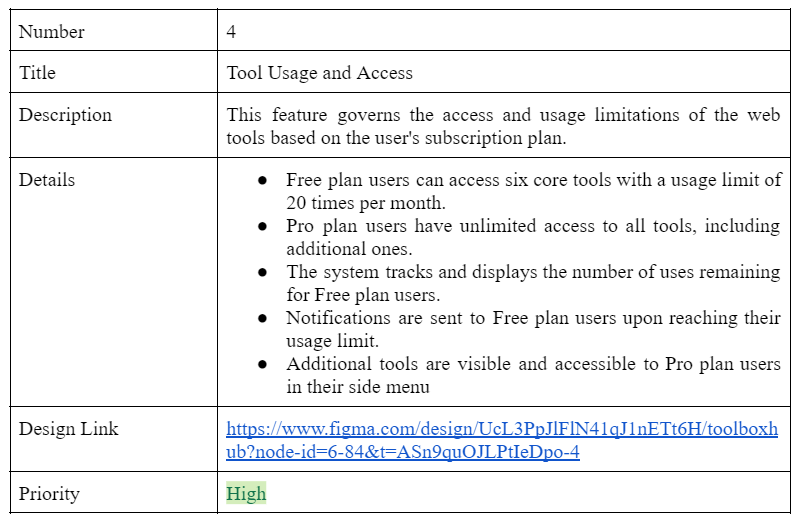 Number
4
Title
Tool Usage and Access
Description
This feature governs the access and usage limitations of the web
tools based on the user's subscription plan.
Details
● Free plan users can access six core tools with a usage limit of
20 times per month.
● Pro plan users have unlimited access to all tools, including
additional ones.
● The system tracks and displays the number of uses remaining
for Free plan users.
● Notifications are sent to Free plan users upon reaching their
usage limit.
● Additional tools are visible and accessible to Pro plan users
in their side menu
Design Link
https://www.figma.com/design/UcL3PpJlFlN41qJ1nETt6H/toolboxh
ub?node-id=6-84&t=ASn9quOJLPtIeDpo-4
Priority
High